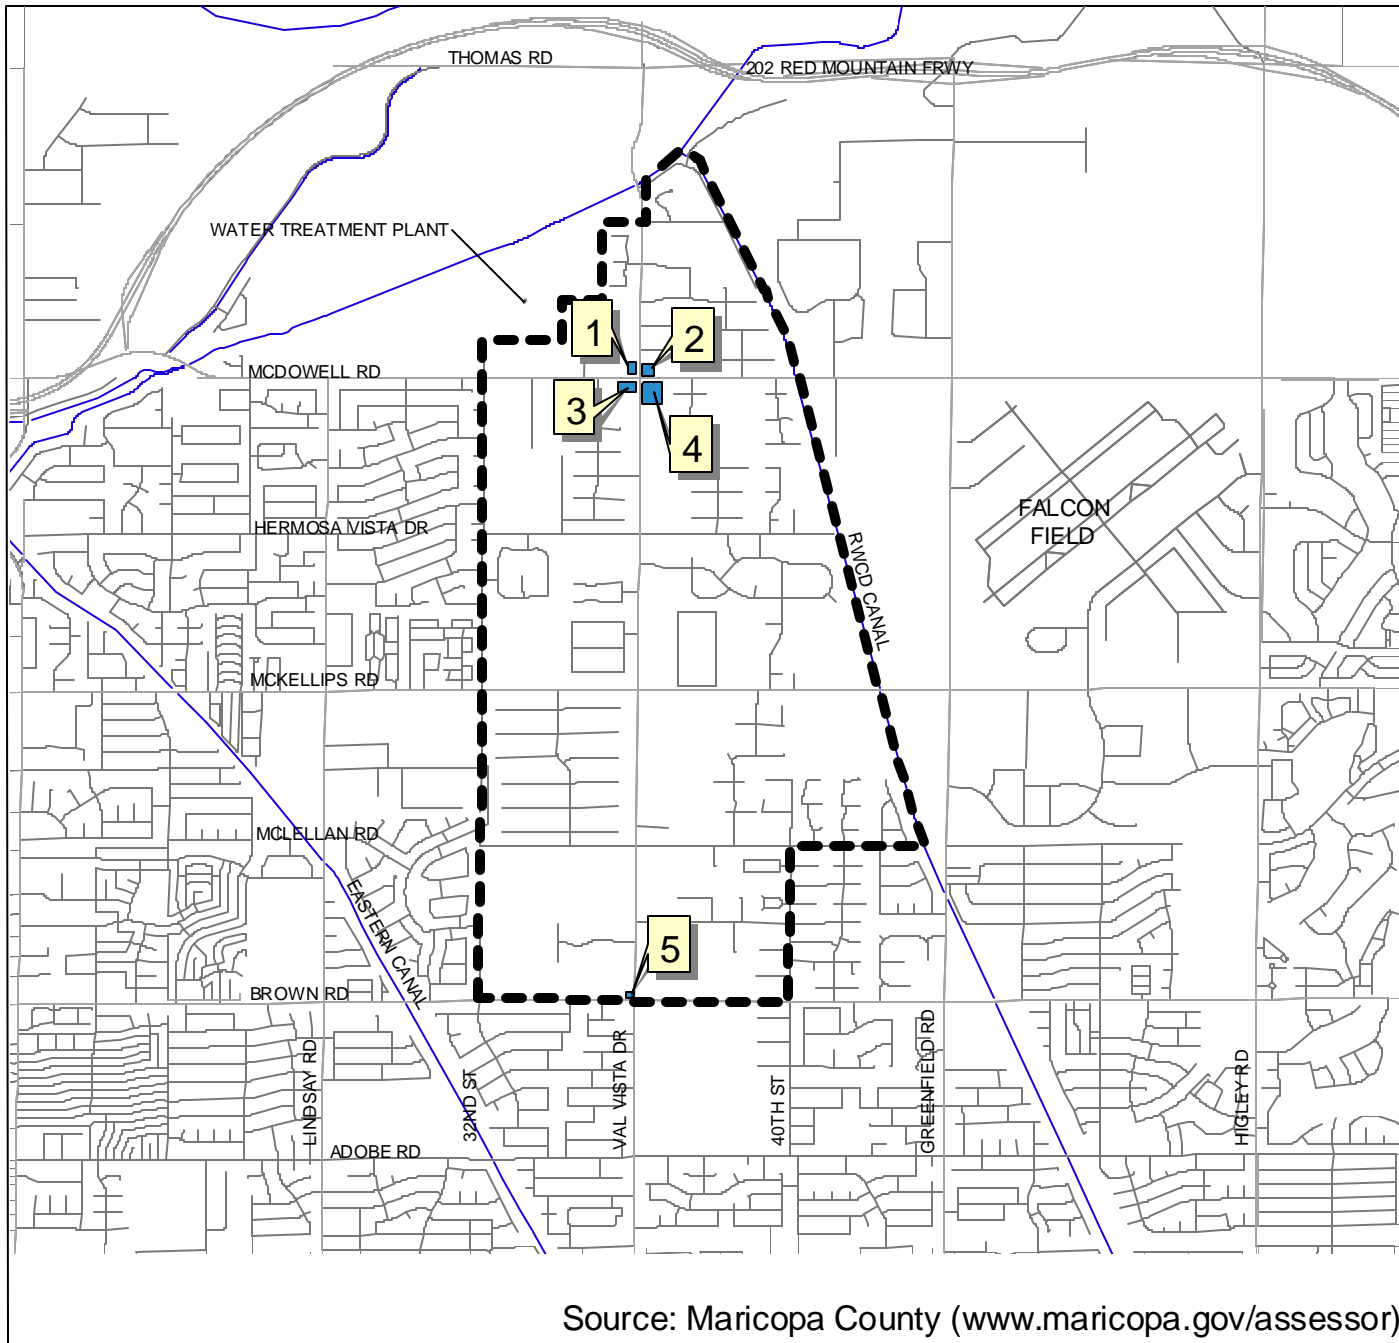 THOMAS RD
202 RED MOUNTAIN FRWY
WATER TREATMENT PLANT
1
2
MCDOWELL RD
3
4
FALCON
FIELD
HERMOSA VISTA DR
RWCD CANAL
MCKELLIPS RD
MCLELLAN RD
EASTERN CANAL
5
BROWN RD
LINDSAY RD
32ND ST
VAL VISTA DR
40TH ST
GREENFIELD RD
HIGLEY RD
ADOBE RD
Source: Maricopa County (www.maricopa.gov/assessor)